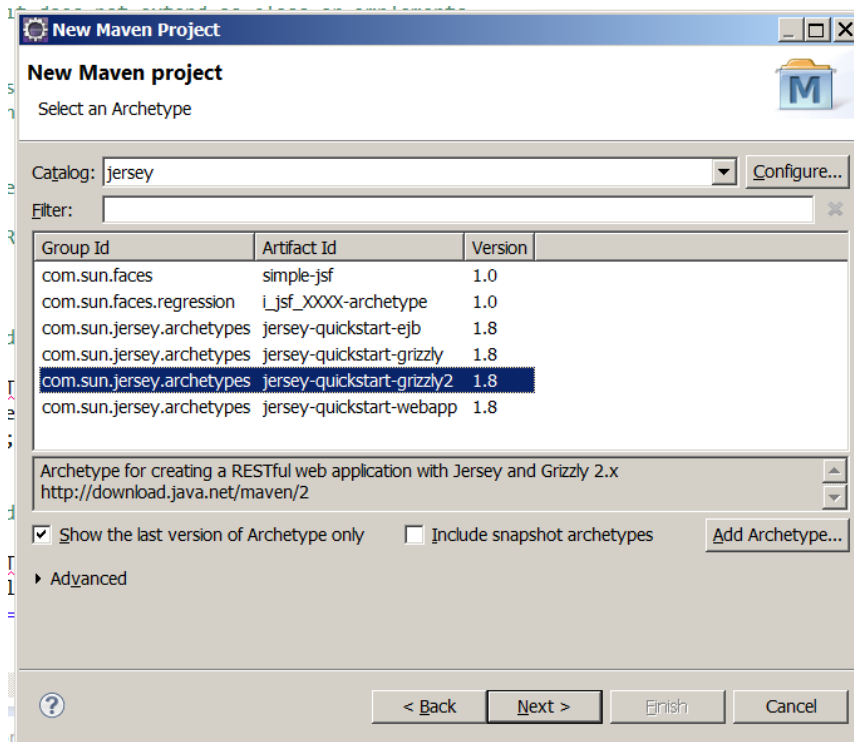 New Maven Project
New Maven project
Select an Archetype
M
Catalog: jersey Configure...
Filter:
Group Id Artifact Id Version
com.sun.faces simple-jsf 1.0
com.sun.faces.regression i_jsf_XXXX-archetype 1.0
com.sun.jersey.archetypes jersey-quickstart-ejb 1.8
com.sun.jersey.archetypes jersey-quickstart-grizzly 1.8
com.sun.jersey.archetypes jersey-quickstart-grizzly2 1.8
com.sun.jersey.archetypes jersey-quickstart-webapp 1.8
Archetype for creating a RESTful web application with Jersey and Grizzly 2.x
http://download.java.net/maven/2
Show the last version of Archetype only Include snapshot archetypes Add Archetype...
Advanced
? < Back Next > Finish Cancel